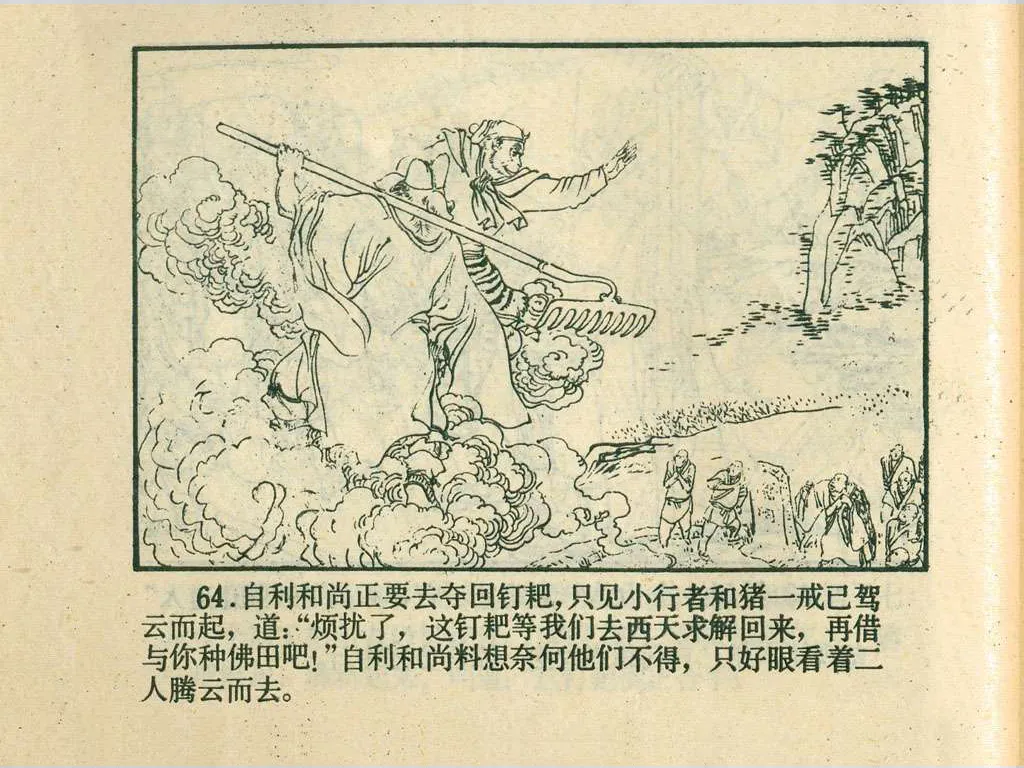 64.自利和尚正要去夺回钉耙,只见小行者和猪一戒已驾
云而起，道:“烦扰了，这钉耙等我们去西天求解回来，再借
与你种佛田吧!”自利和尚料想奈何他们不得，只好眼看着二
人腾云而去。